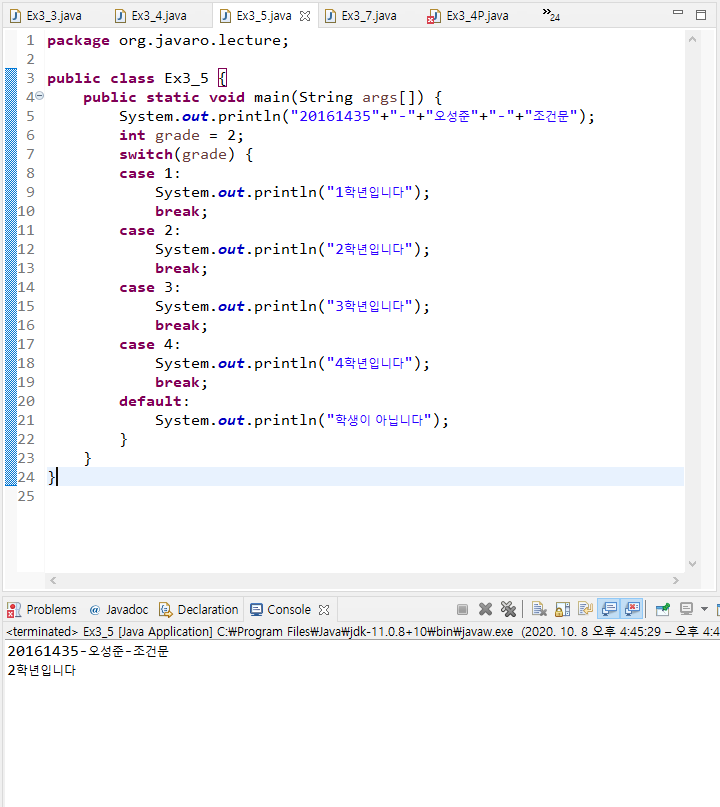 Ex3_3.java Ex3_4.java Ex3_5.java Ex3_7.java Ex3_4P.java »24
1 package org.javaro.lecture;
2
3 public class Ex3_5 {
4 public static void main(String args[]) {
5 System.out.println("20161435"+"-"+"오성준"+"-"+"조건문");
6 int grade = 2;
7 switch(grade) {
8 case 1:
9 System.out.println("1학년입니다");
10 break;
11 case 2:
12 System.out.println("2학년입니다");
13 break;
14 case 3:
15 System.out.println("3학년입니다");
16 break;
17 case 4:
18 System.out.println("4학년입니다");
19 break;
20 default:
21 System.out.println("학생이 아닙니다");
22 }
23 }
24 }
25
Problems @ Javadoc Declaration Console
<terminated> Ex3_5 [Java Application] C:₩Program Files₩Java₩jdk-11.0.8+10₩bin₩javaw.exe (2020. 10. 8 오후 4:45:29 – 오후 4:4
20161435-오성준-조건문
2학년입니다